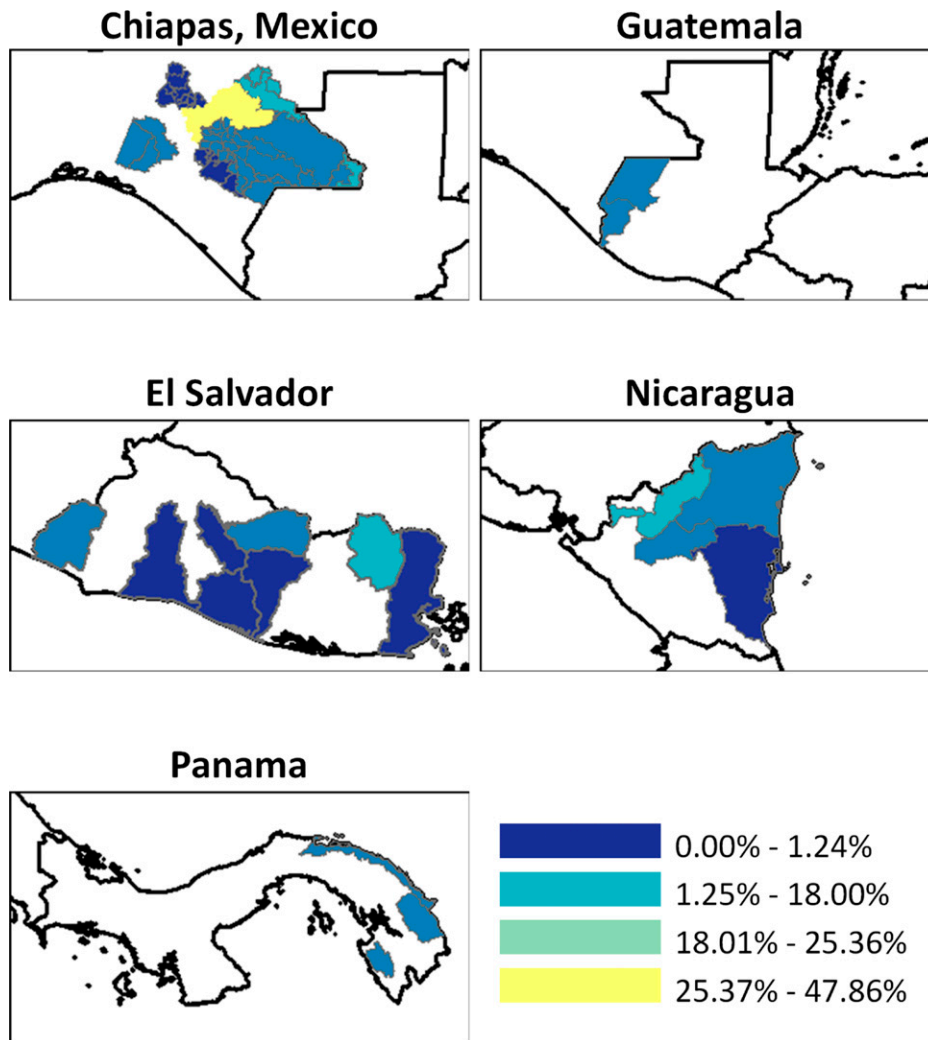 Chiapas, Mexico
Guatemala
El Salvador
Nicaragua
Panama
0.00% - 1.24%
1.25% - 18.00%
18.01% - 25.36%
25.37% - 47.86%